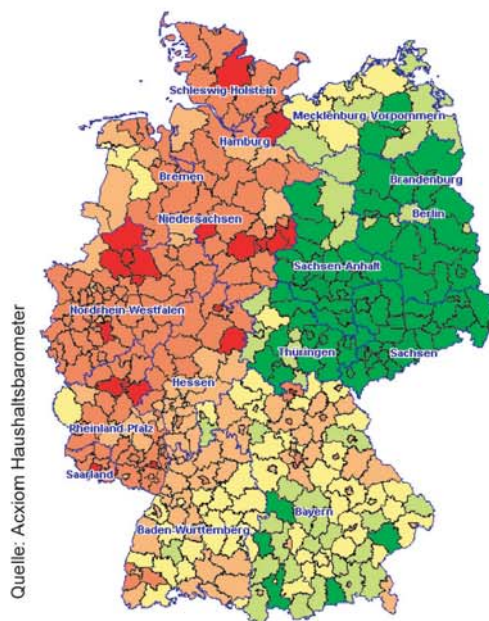 Schleswig-Holstein
Mecklenburg-Vorpommern
Hamburg
Bremen
Brandenburg
Niedersachsen
Berlin
Sachsen-Anhalt
Nordrhein-Westfalen
Thüringen
Sachsen
Hessen
Rheinland-Pfalz
Saarland
Bayern
Baden-Württemberg
Quelle: Acxiom Haushaltsbarometer